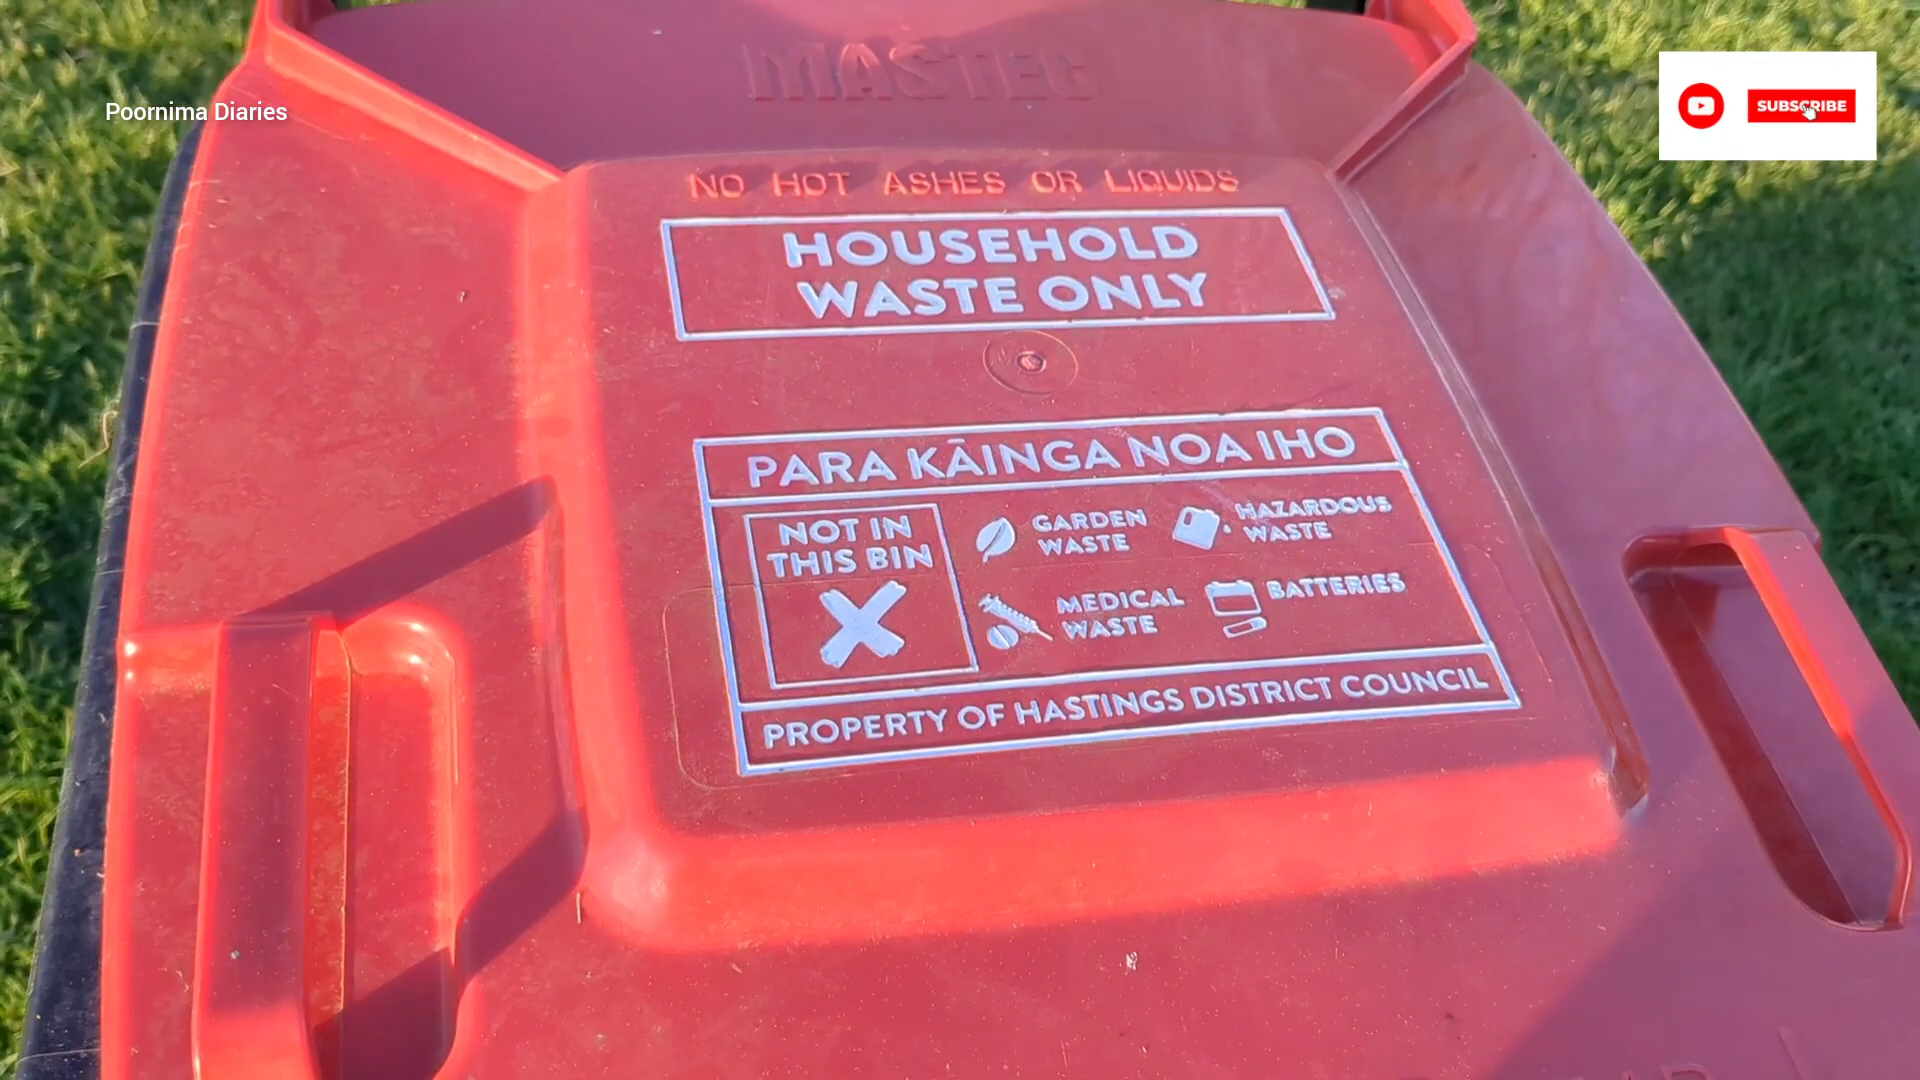 MASTEC
Poornima Diaries
SUBSCRIBE
NO HOT ASHES OR LIQUIDS
HOUSEHOLD
WASTE ONLY
PARA KĀINGA NOA IHO
NOT IN
THIS BIN
GARDEN
WASTE
HAZARDOUS
WASTE
MEDICAL
WASTE
BATTERIES
PROPERTY OF HASTINGS DISTRICT COUNCIL